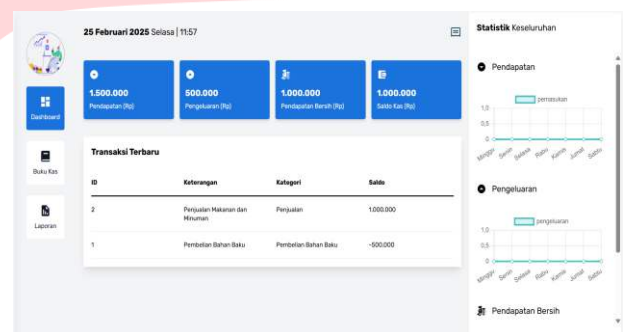 25 Februari 2025 Selasa | 11:57
Dashboard
Buku Kas
Laporan
1.500.000
Pendapatan (Rp)
500.000
Pengeluaran (Rp)
1.000.000
Pendapatan Bersih (Rp)
1.000.000
Saldo Kas (Rp)
Transaksi Terbaru
ID Keterangan Kategori Saldo
2 Penjualan Makanan dan Minuman Penjualan 1.000.000
1 Pembelian Bahan Baku Pembelian Bahan Baku -500.000
Statistik Keseluruhan
Pendapatan
pemasukan
1,0
0,5
0
Minggu Senin Selasa Rabu Kamis Jumat Sabtu
Pengeluaran
pengeluaran
1,0
0,5
0
Minggu Senin Selasa Rabu Kamis Jumat Sabtu
Pendapatan Bersih